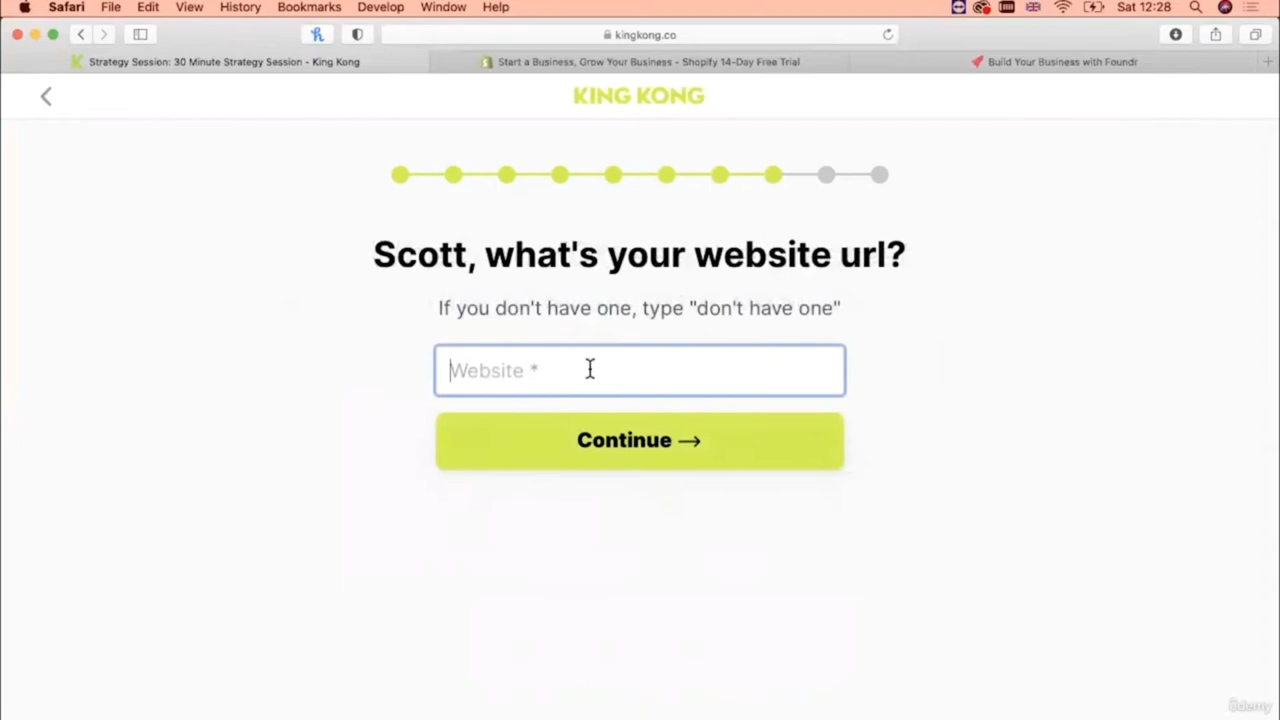 Safari File Edit View History Bookmarks Develop Window Help Sat 12:28
kingkong.co
Strategy Session: 30 Minute Strategy Session - King Kong Start a Business, Grow Your Business - Shopify 14-Day Free Trial Build Your Business with Foundr
KING KONG
Scott, what's your website url?
If you don't have one, type "don't have one"
Website *
Continue →
ûdemy